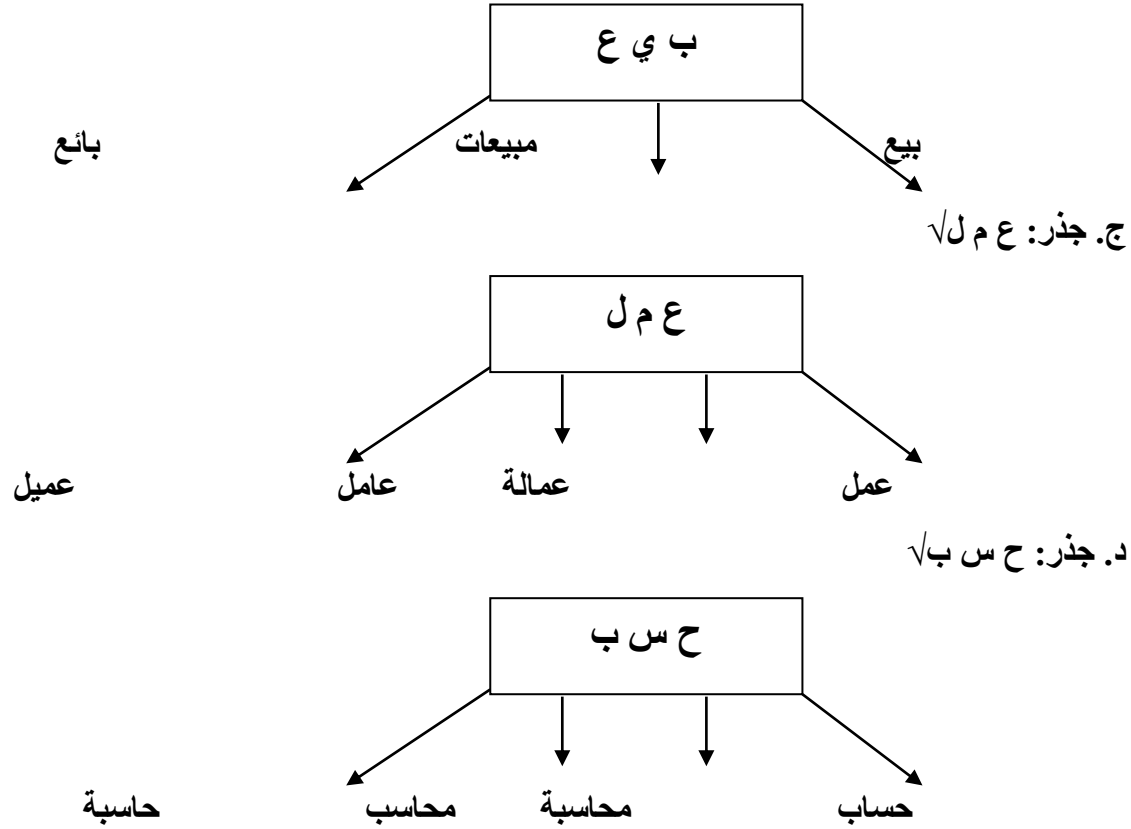 ب ي ع
بيع مبيعات بائع
ج. جذر: ع م ل√
ع م ل
عمل عمالة عامل عميل
د. جذر: ح س ب√
ح س ب
حساب محاسبة محاسب حاسبة